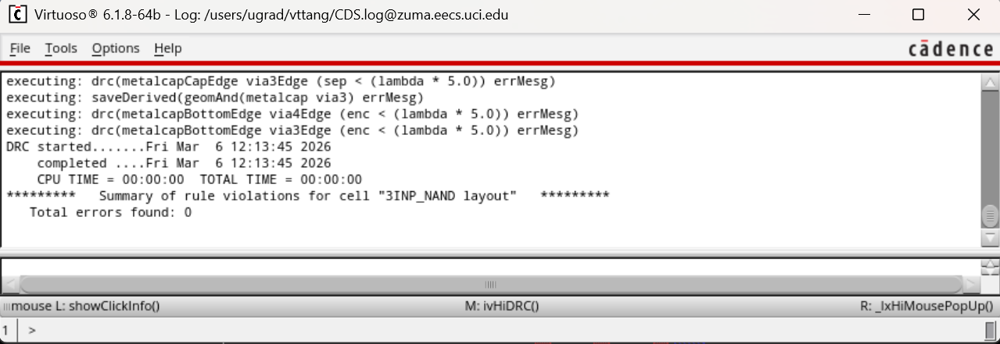 Virtuoso® 6.1.8-64b - Log: /users/ugrad/vttang/CDS.log@zuma.eecs.uci.edu
File Tools Options Help
cādence
executing: drc(metalcapCapEdge via3Edge (sep < (lambda * 5.0)) errMesg)
executing: saveDerived(geomAnd(metalcap via3) errMesg)
executing: drc(metalcapBottomEdge via4Edge (enc < (lambda * 5.0)) errMesg)
executing: drc(metalcapBottomEdge via3Edge (enc < (lambda * 5.0)) errMesg)
DRC started.......Fri Mar  6 12:13:45 2026
    completed ....Fri Mar  6 12:13:45 2026
    CPU TIME = 00:00:00  TOTAL TIME = 00:00:00
*********   Summary of rule violations for cell "3INP_NAND layout"   *********
   Total errors found: 0
mouse L: showClickInfo() M: ivHiDRC() R: _lxHiMousePopUp()
1 >